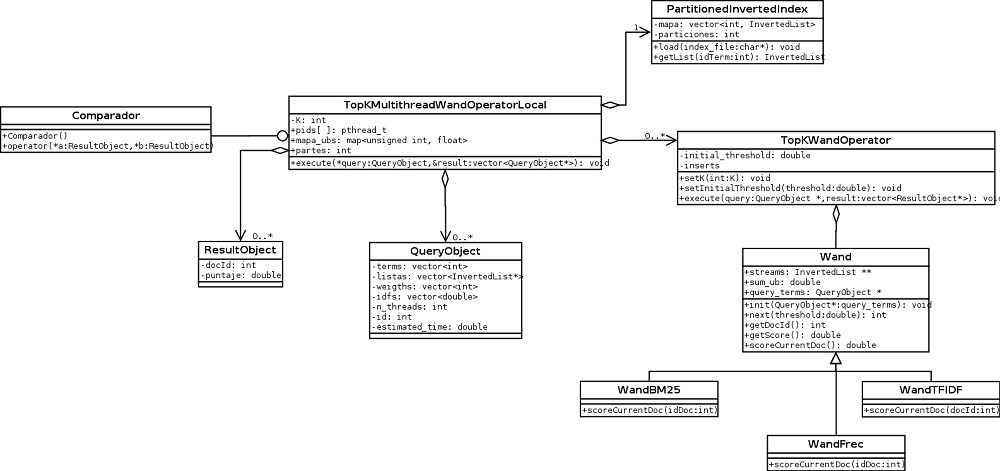 PartitionedInvertedIndex
-mapa: vector<int, InvertedList>
-particiones: int
+load(index_file:char*): void
+getList(idTerm:int): InvertedList
1
TopKMultithreadWandOperatorLocal
-K: int
+pids[ ]: pthread_t
+mapa_ubs: map<unsigned int, float>
+partes: int
+execute(*query:QueryObject,&result:vector<QueryObject*>): void
Comparador
+Comparador()
+operator(*a:ResultObject,*b:ResultObject)
0..*
TopKWandOperator
-initial_threshold: double
-inserts
+setK(int:K): void
+setInitialThreshold(threshold:double): void
+execute(query:QueryObject *,result:vector<ResultObject*>): void
0..*
ResultObject
-docId: int
-puntaje: double
0..*
QueryObject
-terms: vector<int>
-listas: vector<InvertedList*>
-weigths: vector<int>
-idfs: vector<double>
-n_threads: int
-id: int
-estimated_time: double
Wand
+streams: InvertedList **
+sum_ub: double
+query_terms: QueryObject *
+init(QueryObject*:query_terms): void
+next(threshold:double): int
+getDocId(): int
+getScore(): double
+scoreCurrentDoc(): double
WandBM25
+scoreCurrentDoc(idDoc:int)
WandTFIDF
+scoreCurrentDoc(docId:int)
WandFrec
+scoreCurrentDoc(idDoc:int)